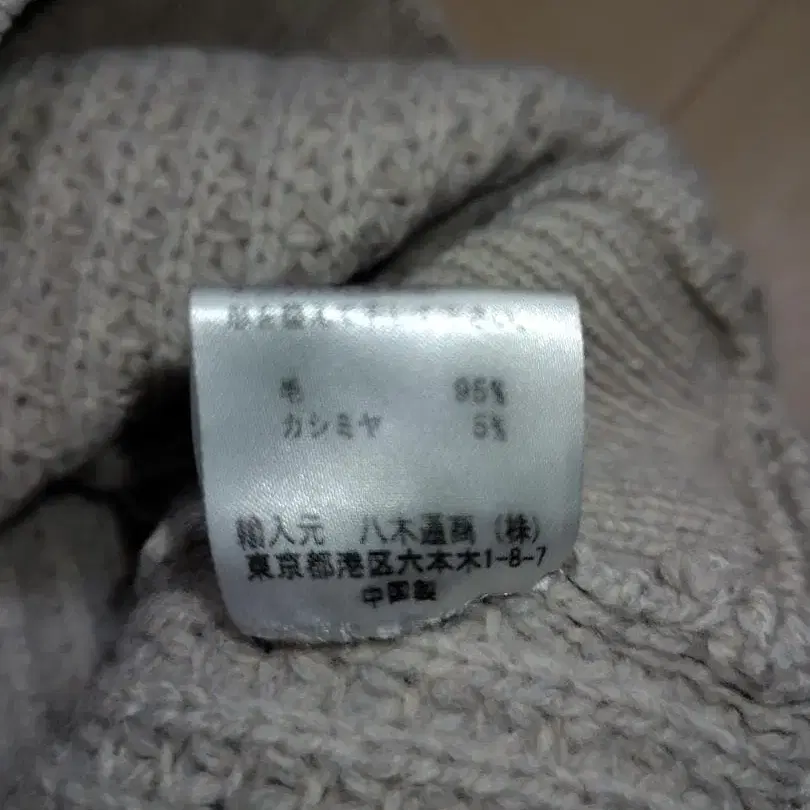 毛 95%
カシミヤ 5%
輸入元 八木通商 (株)
東京都港区六本木1-8-7
中国製